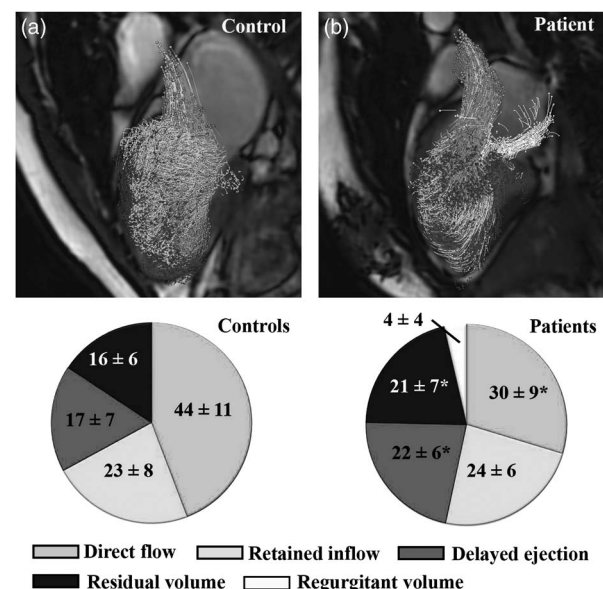 (a) Control
(b) Patient
Controls
16 ± 6
44 ± 11
17 ± 7
23 ± 8
4 ± 4
Patients
21 ± 7*
30 ± 9*
22 ± 6*
24 ± 6
Direct flow Retained inflow Delayed ejection
Residual volume Regurgitant volume